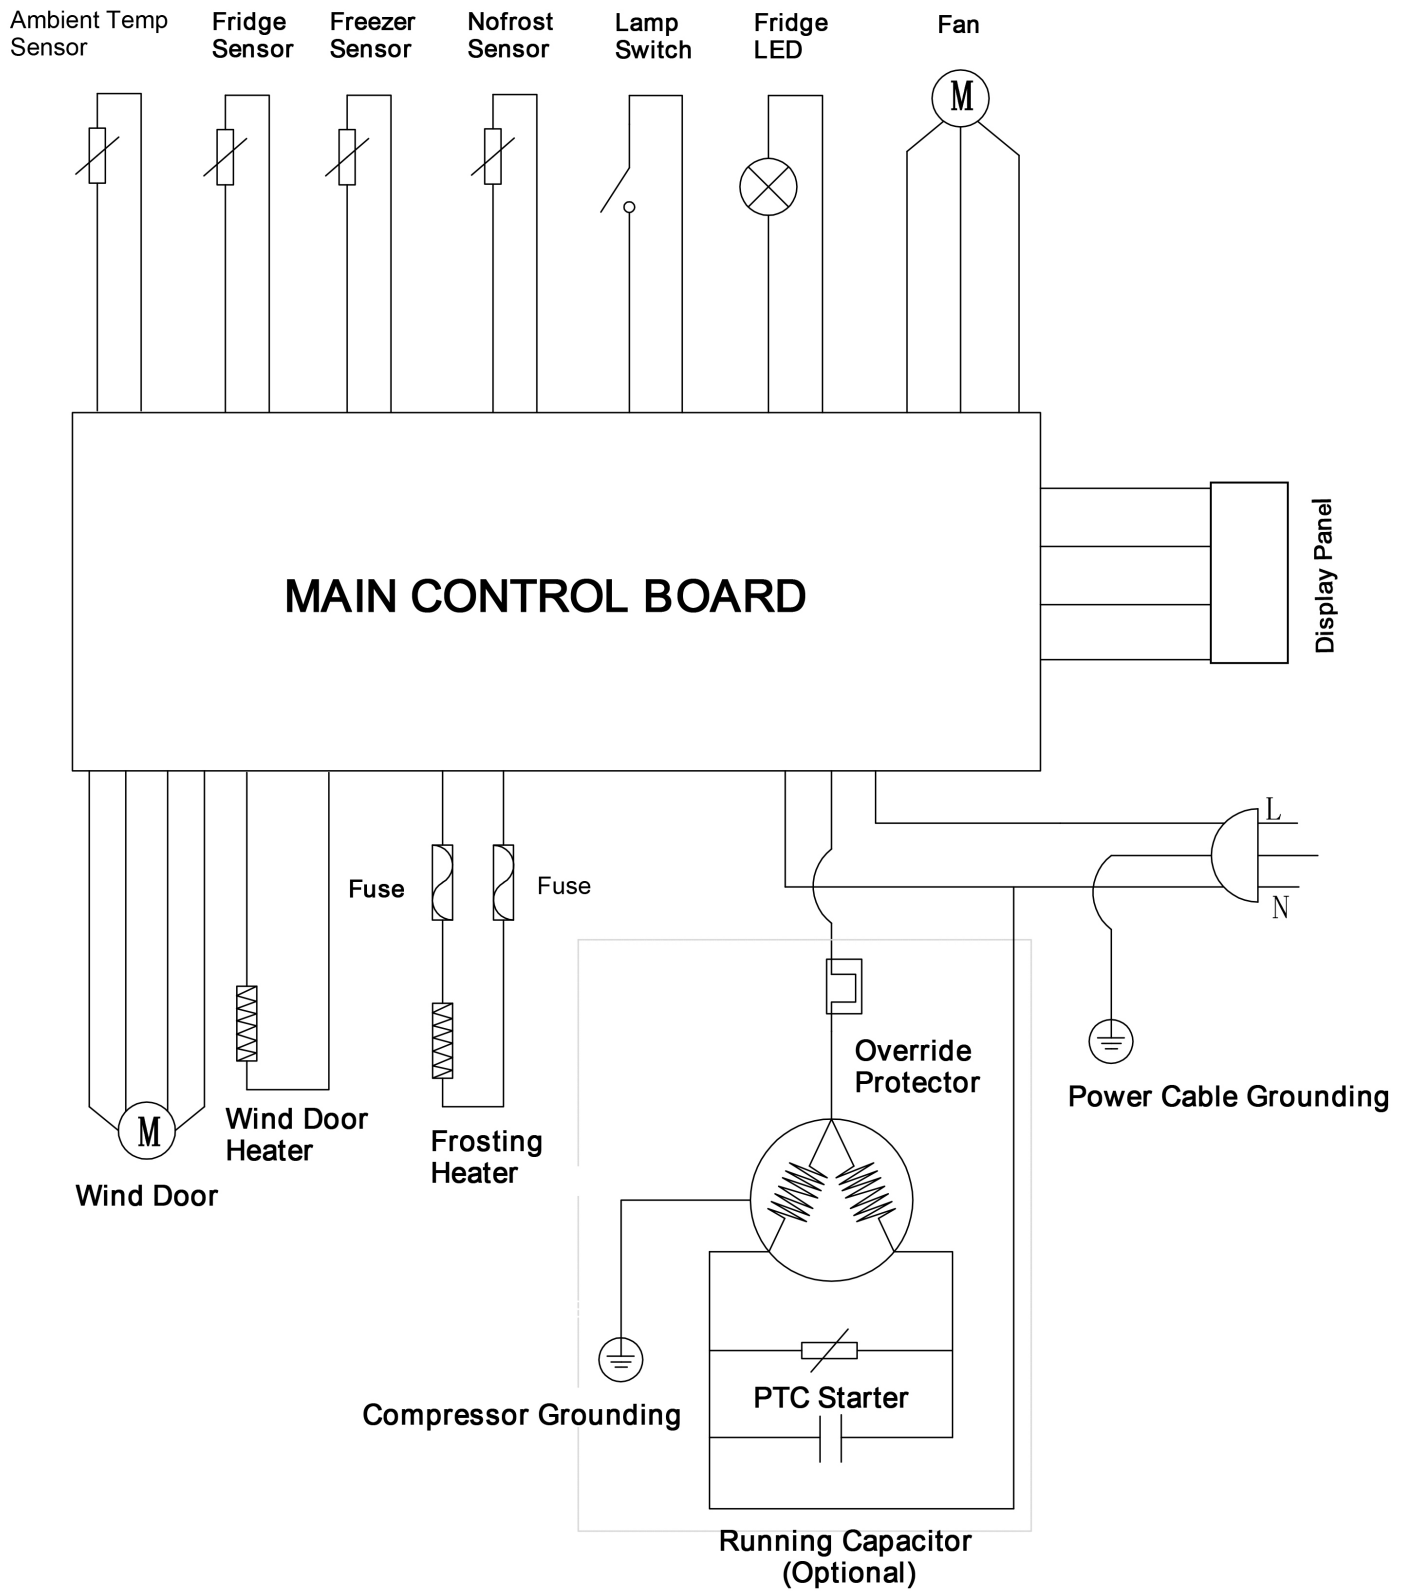 Ambient Temp
Sensor
Fridge
Sensor
Freezer
Sensor
Nofrost
Sensor
Lamp
Switch
Fridge
LED
Fan
M
MAIN CONTROL BOARD
Display Panel
L
N
Fuse
Fuse
Override
Protector
Power Cable Grounding
M
Wind Door
Wind Door
Heater
Frosting
Heater
Compressor Grounding
PTC Starter
Running Capacitor
(Optional)